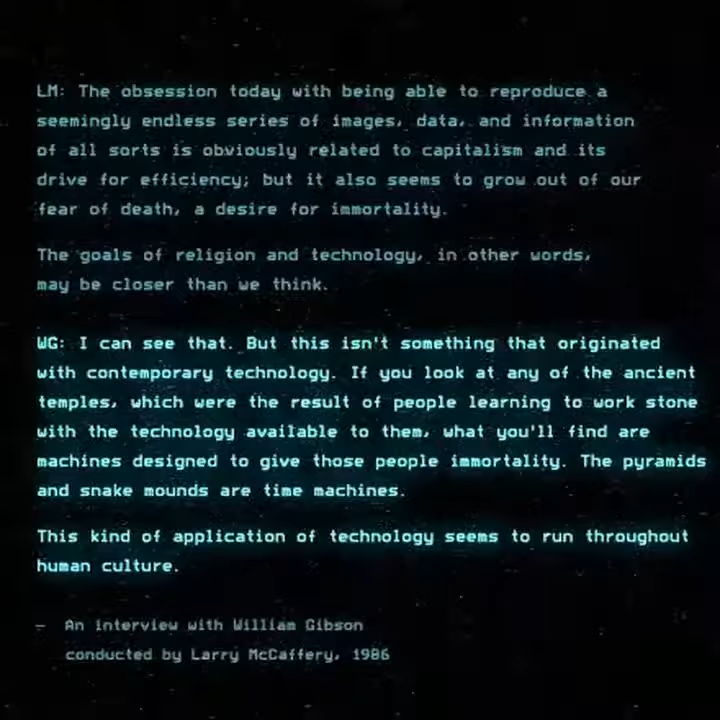 LM: The obsession today with being able to reproduce a
seemingly endless series of images, data, and information
of all sorts is obviously related to capitalism and its
drive for efficiency; but it also seems to grow out of our
fear of death, a desire for immortality.
The goals of religion and technology, in other words,
may be closer than we think.
WG: I can see that. But this isn't something that originated
with contemporary technology. If you look at any of the ancient
temples, which were the result of people learning to work stone
with the technology available to them, what you'll find are
machines designed to give those people immortality. The pyramids
and snake mounds are time machines.
This kind of application of technology seems to run throughout
human culture.
— An interview with William Gibson
conducted by Larry McCaffery, 1986